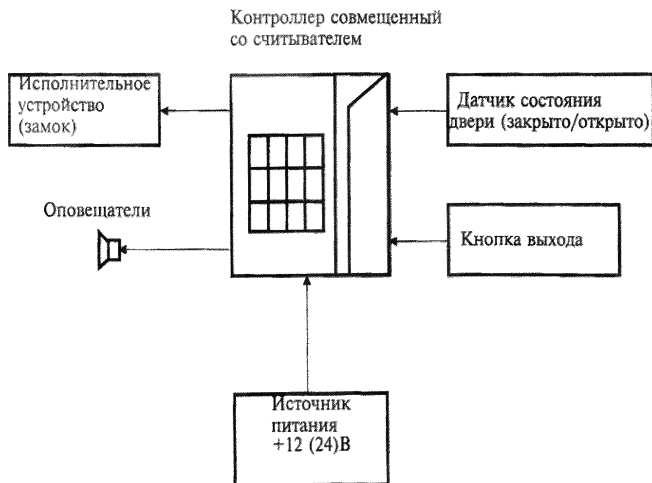 Контроллер совмещенный
со считывателем
Исполнительное
устройство
(замок)
Датчик состояния
двери (закрыто/открыто)
Оповещатели
Кнопка выхода
Источник
питания
+12 (24)В